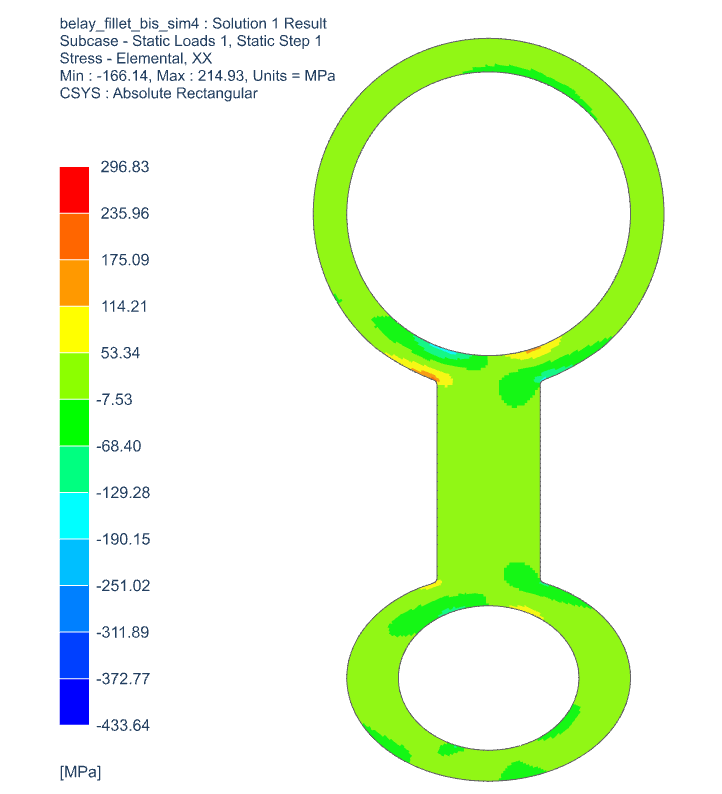 belay_fillet_bis_sim4 : Solution 1 Result
Subcase - Static Loads 1, Static Step 1
Stress - Elemental, XX
Min : -166.14, Max : 214.93, Units = MPa
CSYS : Absolute Rectangular
296.83
235.96
175.09
114.21
53.34
-7.53
-68.40
-129.28
-190.15
-251.02
-311.89
-372.77
-433.64
[MPa]